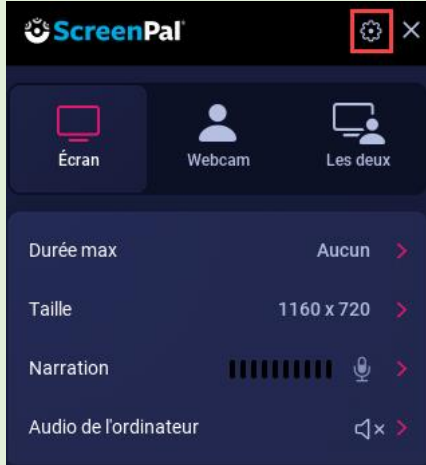 ScreenPal
Écran Webcam Les deux
Durée max Aucun
Taille 1160 x 720
Narration
Audio de l'ordinateur